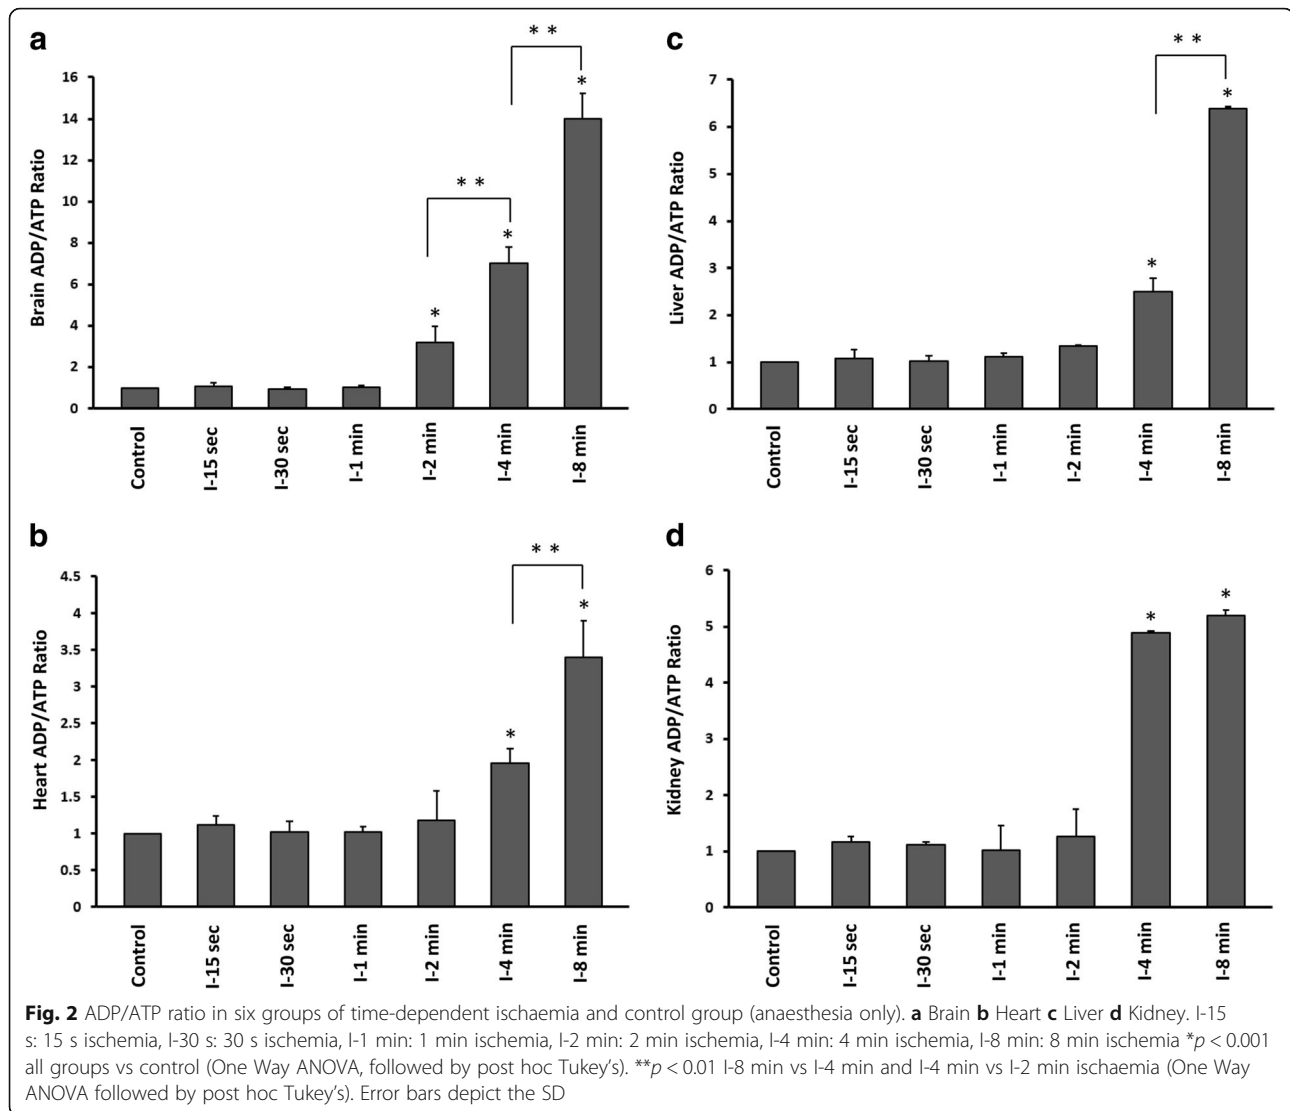 a
* *
* *
*
*
*
Brain ADP/ATP Ratio
16
14
12
10
8
6
4
2
0
Control
I-15 sec
I-30 sec
I-1 min
I-2 min
I-4 min
I-8 min
c
* *
*
*
Liver ADP/ATP Ratio
7
6
5
4
3
2
1
0
Control
I-15 sec
I-30 sec
I-1 min
I-2 min
I-4 min
I-8 min
b
* *
*
*
Heart ADP/ATP Ratio
4.5
4
3.5
3
2.5
2
1.5
1
0.5
0
Control
I-15 sec
I-30 sec
I-1 min
I-2 min
I-4 min
I-8 min
d
*
*
Kidney ADP/ATP Ratio
6
5
4
3
2
1
0
Control
I-15 sec
I-30 sec
I-1 min
I-2 min
I-4 min
I-8 min
Fig. 2 ADP/ATP ratio in six groups of time-dependent ischaemia and control group (anaesthesia only). a Brain b Heart c Liver d Kidney. I-15
s: 15 s ischemia, I-30 s: 30 s ischemia, I-1 min: 1 min ischemia, I-2 min: 2 min ischemia, I-4 min: 4 min ischemia, I-8 min: 8 min ischemia *p < 0.001
all groups vs control (One Way ANOVA, followed by post hoc Tukey's). **p < 0.01 I-8 min vs I-4 min and I-4 min vs I-2 min ischaemia (One Way
ANOVA followed by post hoc Tukey's). Error bars depict the SD